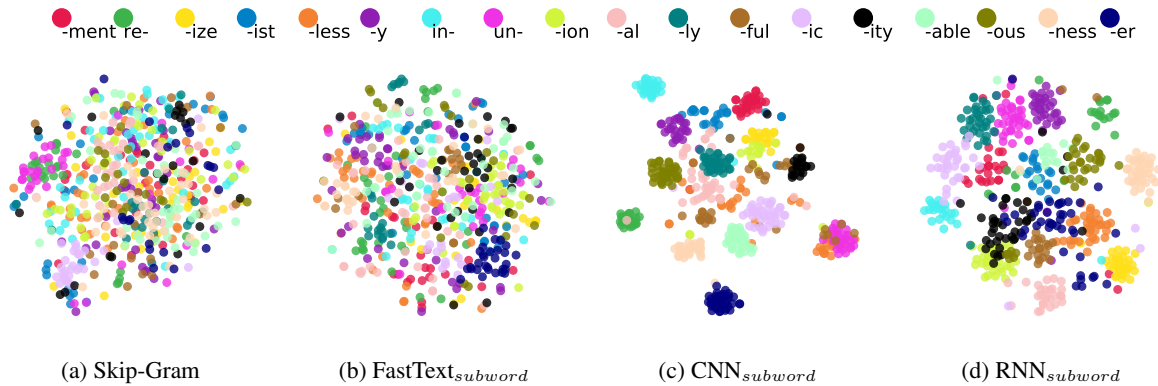 -ment re- -ize -ist -less -y in- un- -ion -al -ly -ful -ic -ity -able -ous -ness -er
(a) Skip-Gram (b) FastText_subword (c) CNN_subword (d) RNN_subword